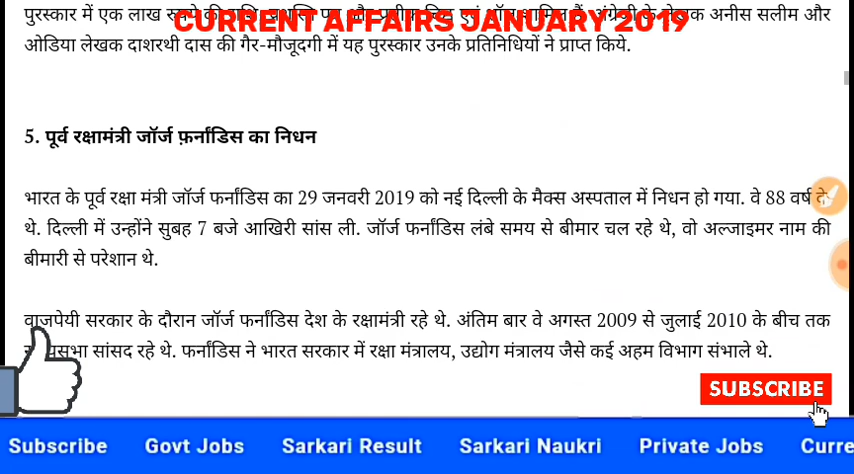 पुरस्कार में एक लाख की एवं शामिल हैं. अंग्रेजी के लेखक अनीस सलीम और
CURRENT AFFAIRS JANUARY 2019
ओडिया लेखक दाशरथी दास की गैर-मौजूदगी में यह पुरस्कार उनके प्रतिनिधियों ने प्राप्त किये.
5. पूर्व रक्षामंत्री जॉर्ज फ़र्नांडिस का निधन
भारत के पूर्व रक्षा मंत्री जॉर्ज फर्नांडिस का 29 जनवरी 2019 को नई दिल्ली के मैक्स अस्पताल में निधन हो गया. वे 88 वर्ष के
थे. दिल्ली में उन्होंने सुबह 7 बजे आखिरी सांस ली. जॉर्ज फर्नांडिस लंबे समय से बीमार चल रहे थे, वो अल्जाइमर नाम की
बीमारी से परेशान थे.
वाजपेयी सरकार के दौरान जॉर्ज फर्नांडिस देश के रक्षामंत्री रहे थे. अंतिम बार वे अगस्त 2009 से जुलाई 2010 के बीच तक
सांसद रहे थे. फर्नांडिस ने भारत सरकार में रक्षा मंत्रालय, उद्योग मंत्रालय जैसे कई अहम विभाग संभाले थे.
SUBSCRIBE
Subscribe Govt Jobs Sarkari Result Sarkari Naukri Private Jobs Curre